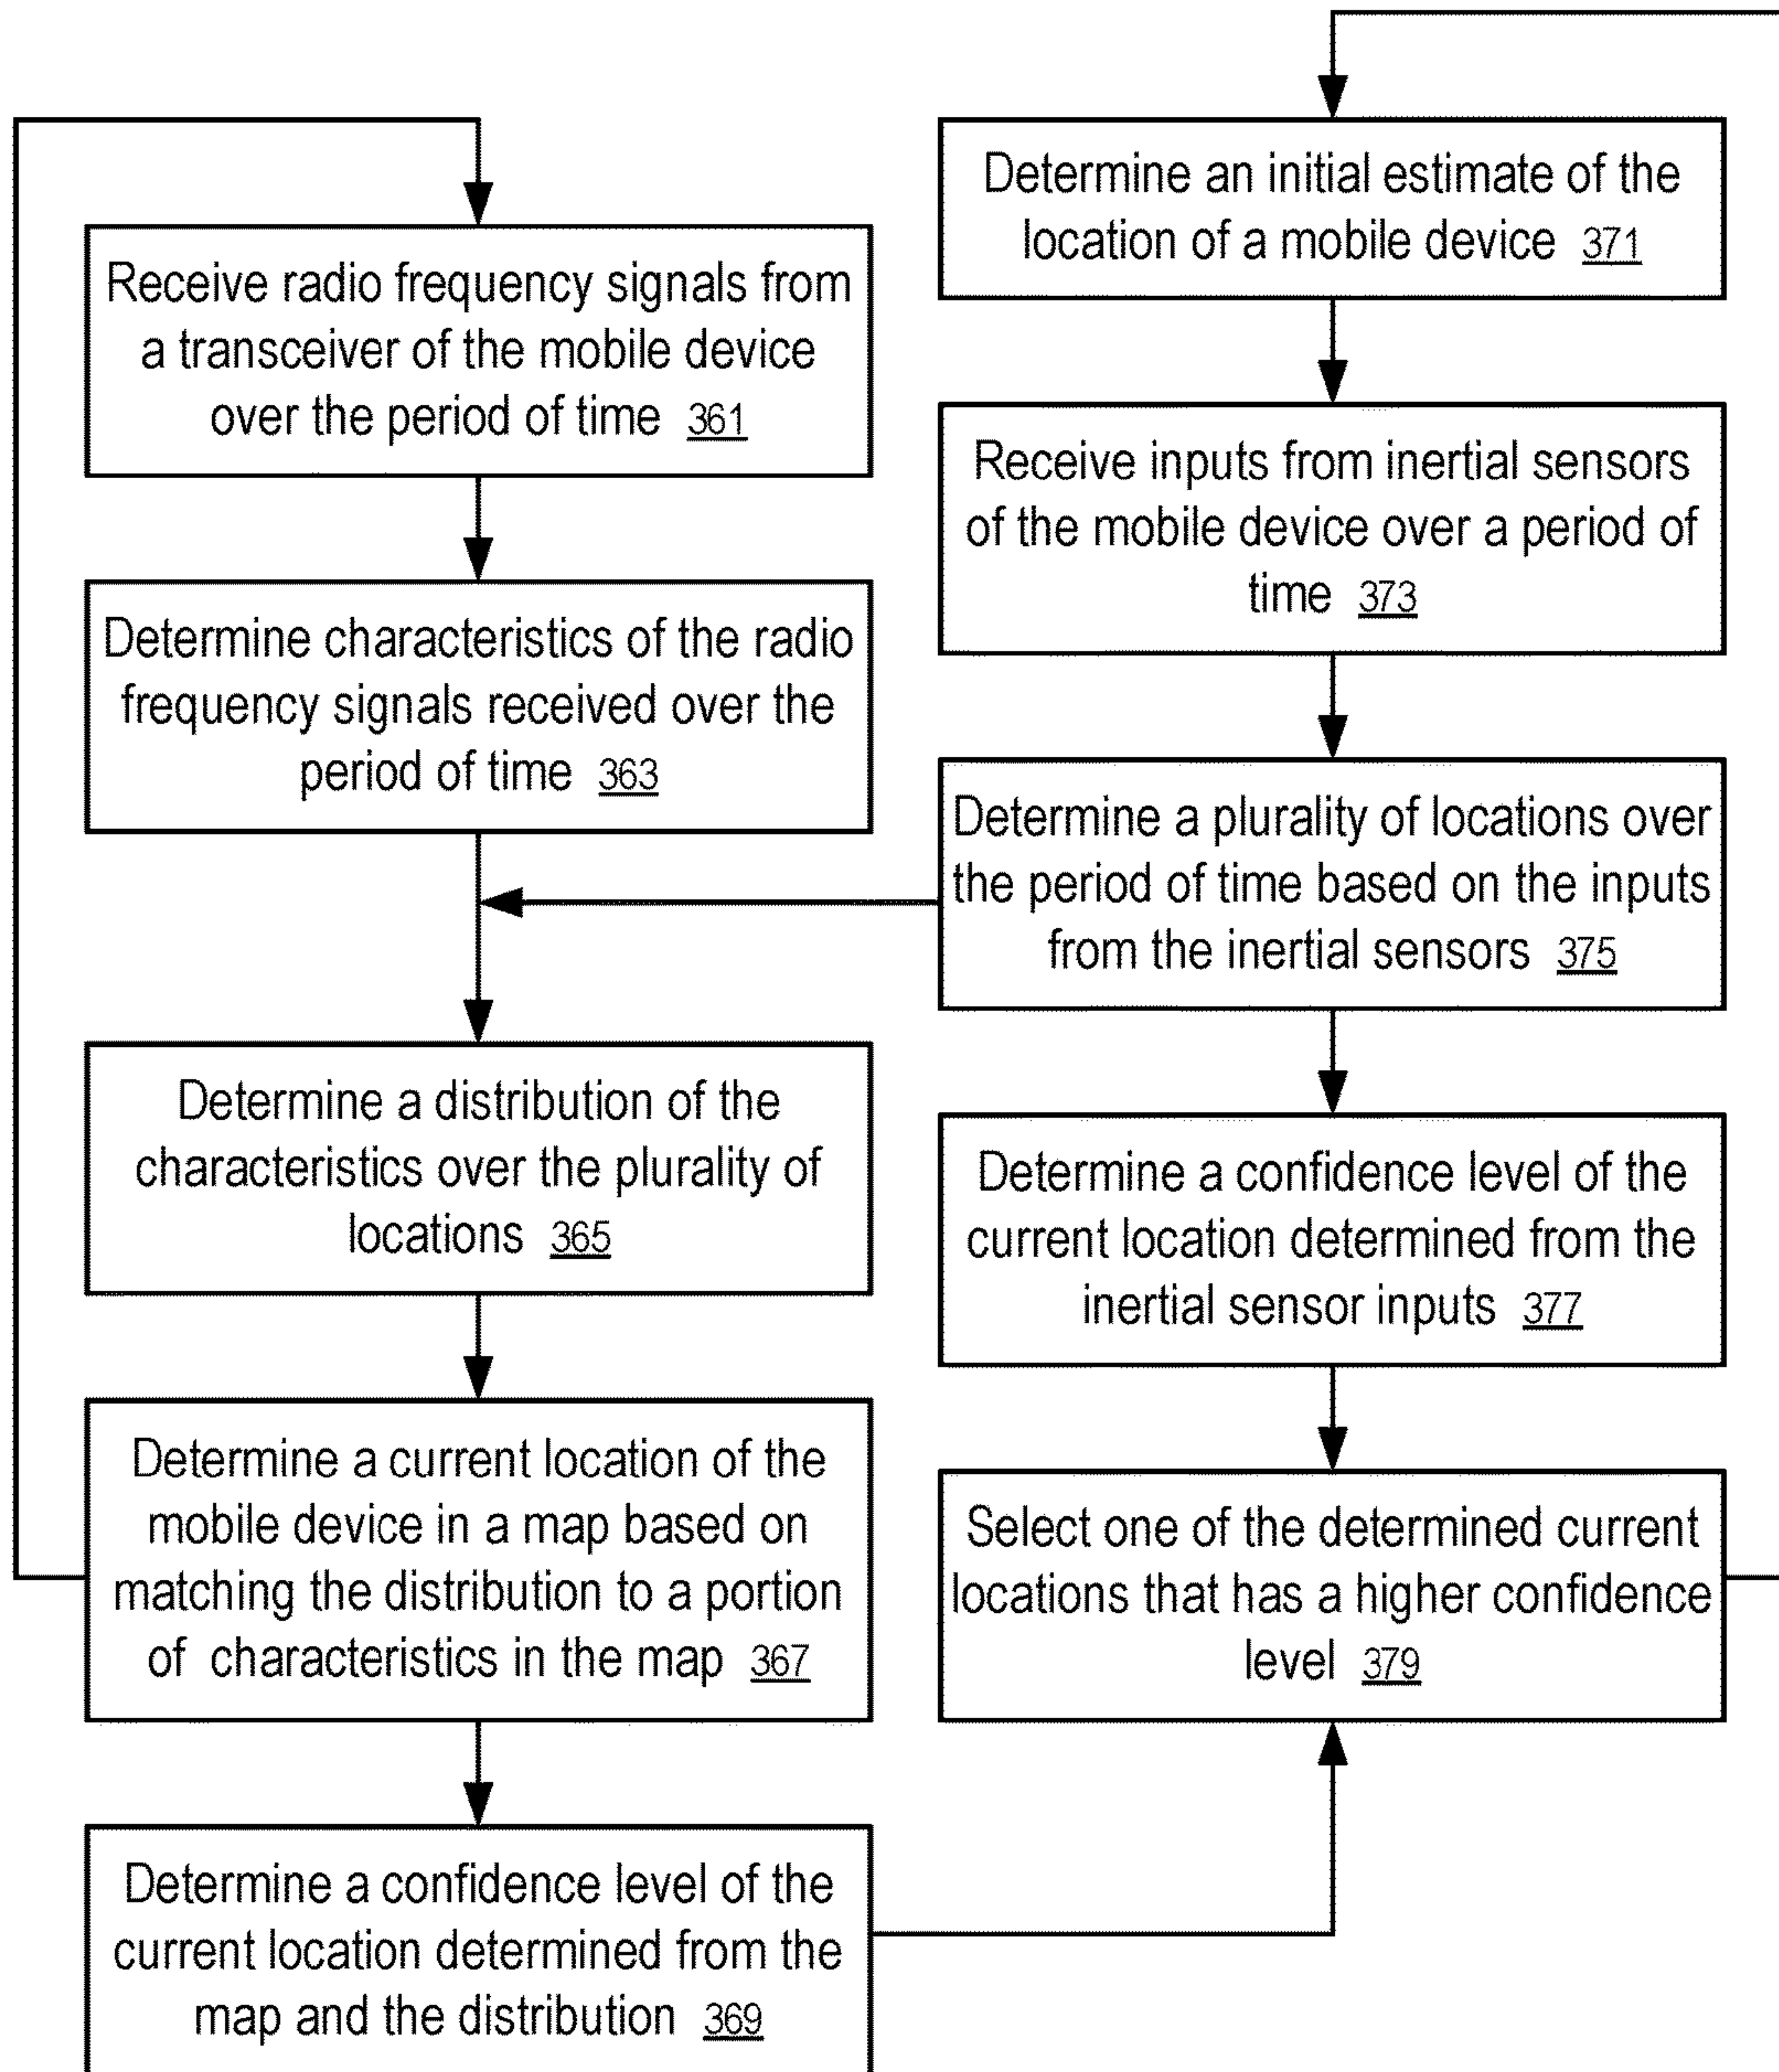 Receive radio frequency signals from
a transceiver of the mobile device
over the period of time 361
Determine characteristics of the radio
frequency signals received over the
period of time 363
Determine a distribution of the
characteristics over the plurality of
locations 365
Determine a current location of the
mobile device in a map based on
matching the distribution to a portion
of characteristics in the map 367
Determine a confidence level of the
current location determined from the
map and the distribution 369
Determine an initial estimate of the
location of a mobile device 371
Receive inputs from inertial sensors
of the mobile device over a period of
time 373
Determine a plurality of locations over
the period of time based on the inputs
from the inertial sensors 375
Determine a confidence level of the
current location determined from the
inertial sensor inputs 377
Select one of the determined current
locations that has a higher confidence
level 379